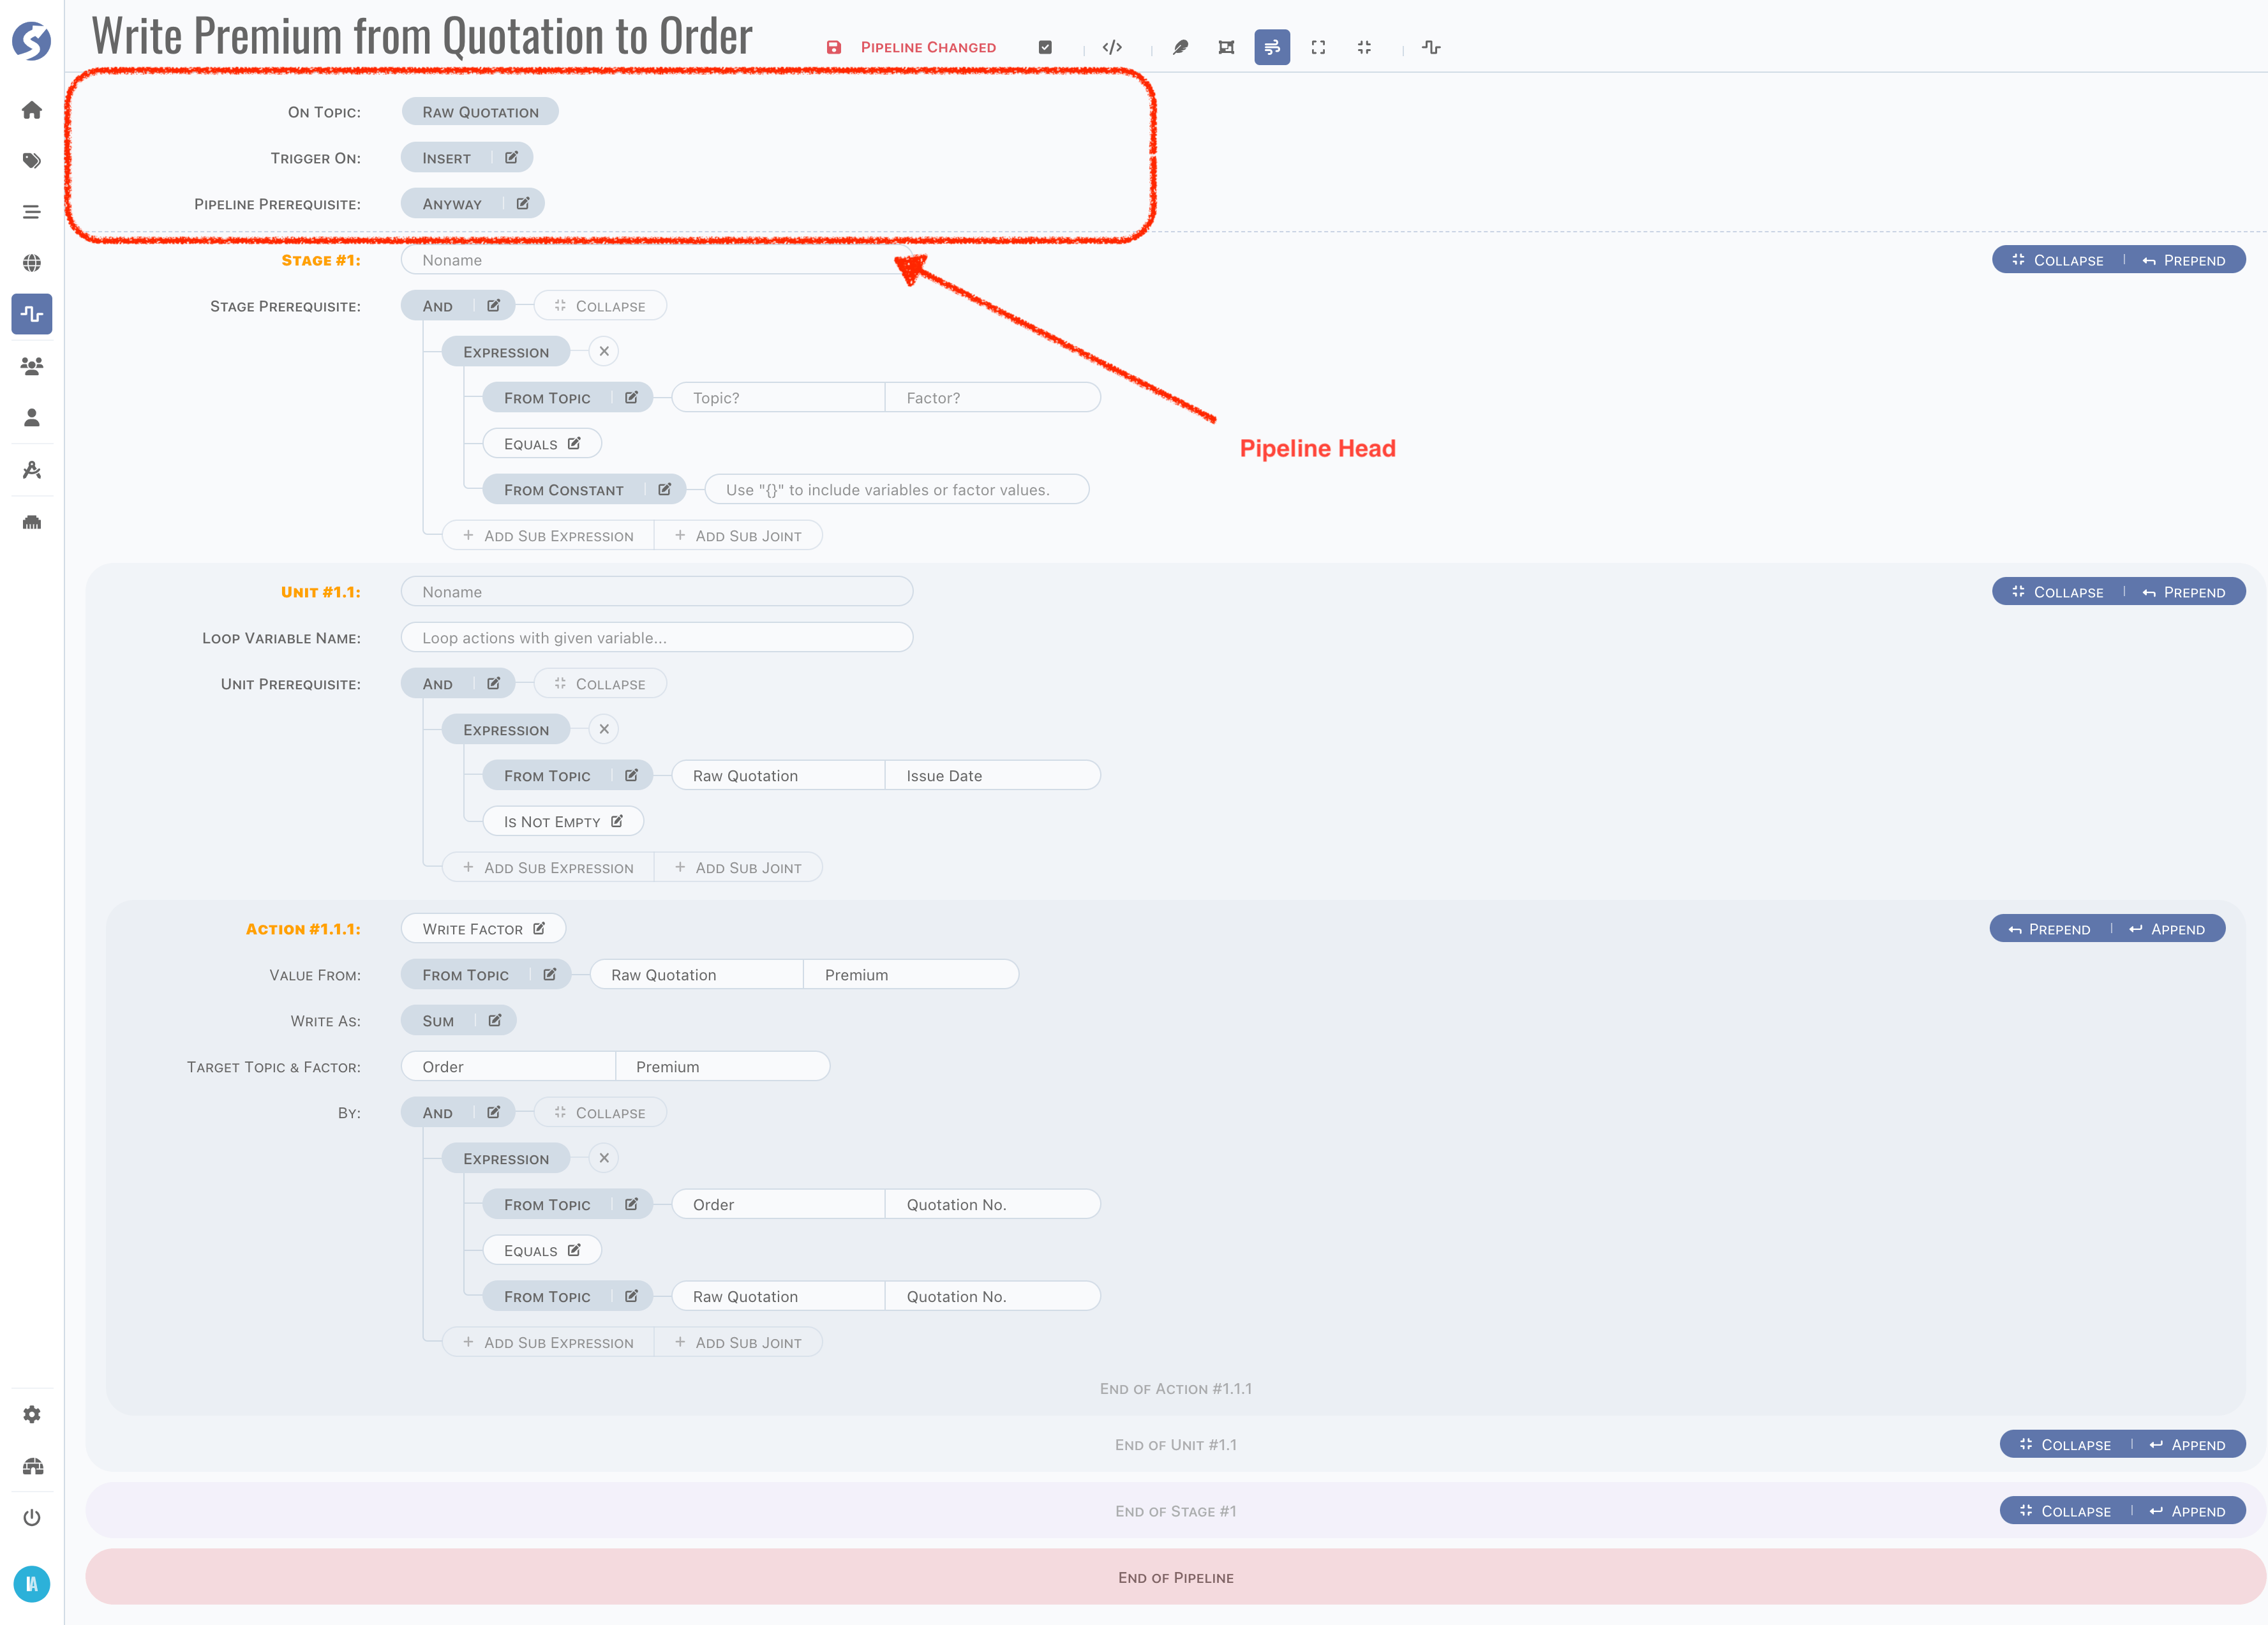 Write Premium from Quotation to Order PIPELINE CHANGED
ON TOPIC: RAW QUOTATION
TRIGGER ON: INSERT
PIPELINE PREREQUISITE: ANYWAY
STAGE #1: Noname COLLAPSE PREPEND
STAGE PREREQUISITE: AND COLLAPSE
EXPRESSION
FROM TOPIC Topic? Factor?
Pipeline Head
EQUALS
FROM CONSTANT Use "{}" to include variables or factor values.
+ ADD SUB EXPRESSION + ADD SUB JOINT
UNIT #1.1: Noname COLLAPSE PREPEND
LOOP VARIABLE NAME: Loop actions with given variable...
UNIT PREREQUISITE: AND COLLAPSE
EXPRESSION
FROM TOPIC Raw Quotation Issue Date
IS NOT EMPTY
+ ADD SUB EXPRESSION + ADD SUB JOINT
ACTION #1.1.1: WRITE FACTOR PREPEND APPEND
VALUE FROM: FROM TOPIC Raw Quotation Premium
WRITE AS: SUM
TARGET TOPIC & FACTOR: Order Premium
BY: AND COLLAPSE
EXPRESSION
FROM TOPIC Order Quotation No.
EQUALS
FROM TOPIC Raw Quotation Quotation No.
+ ADD SUB EXPRESSION + ADD SUB JOINT
END OF ACTION #1.1.1
END OF UNIT #1.1 COLLAPSE APPEND
END OF STAGE #1 COLLAPSE APPEND
END OF PIPELINE
IA